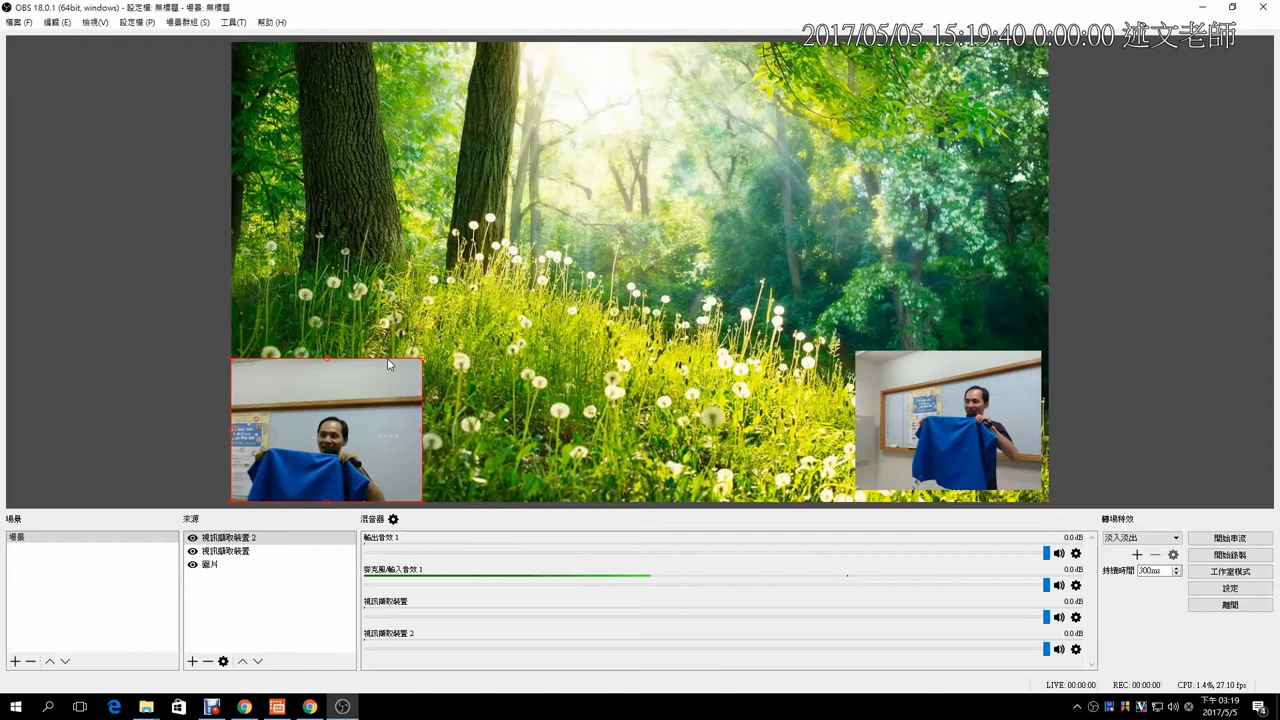 OBS 18.0.1 (64bit, windows) - 設定檔: 無標題 - 場景: 無標題
檔案 (F) 編輯 (E) 檢視(V) 設定檔 (P) 場景群組 (S) 工具(T) 幫助 (H)
2017/05/05 15:19:40 0:00:00 述文老師
場景 來源 混音器 轉場特效
場景
視訊擷取裝置 2
視訊擷取裝置
圖片
輸出音效 1 0.0 dB
麥克風/輸入音效 1 0.0 dB
視訊擷取裝置 0.0 dB
視訊擷取裝置 2 0.0 dB
淡入淡出
持續時間 300ms
開始串流
開始錄製
工作室模式
設定
離開
LIVE: 00:00:00 REC: 00:00:00 CPU: 1.4%, 27.10 fps
下午 03:19
2017/5/5
4